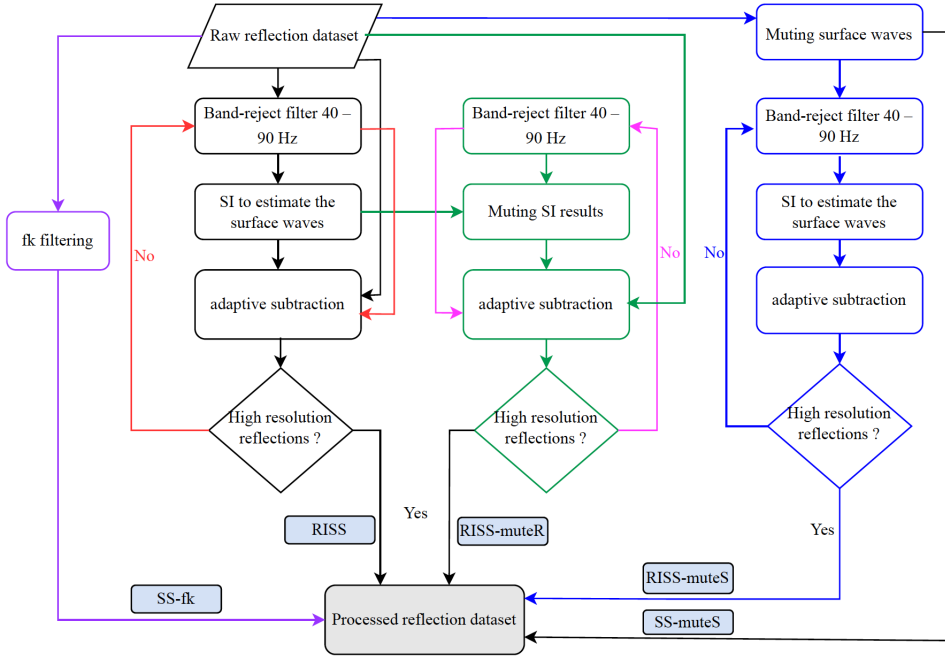 Raw reflection dataset
Muting surface waves
Band-reject filter 40 –
90 Hz
Band-reject filter 40 –
90 Hz
Band-reject filter 40 –
90 Hz
SI to estimate the
surface waves
Muting SI results
SI to estimate the
surface waves
fk filtering
No
No
No
adaptive subtraction
adaptive subtraction
adaptive subtraction
High resolution
reflections ?
High resolution
reflections ?
High resolution
reflections ?
Yes
Yes
RISS
RISS-muteR
RISS-muteS
SS-fk
SS-muteS
Processed reflection dataset